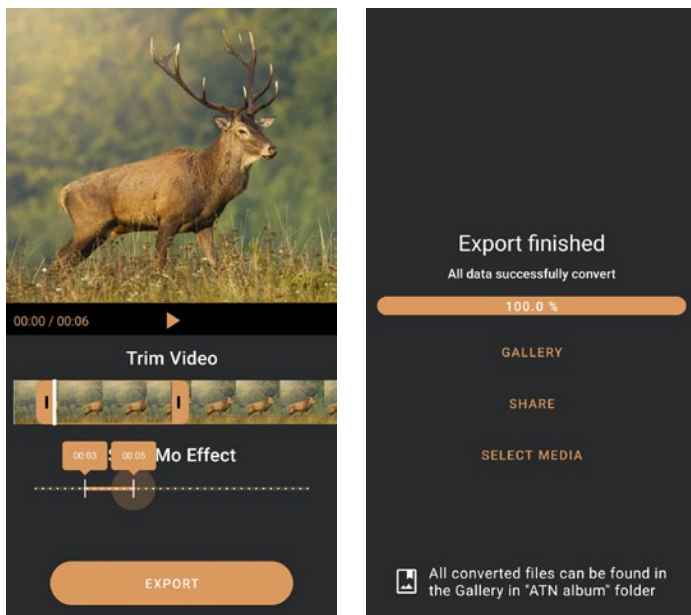 00:00 / 00:06
Trim Video
00:03
00:05
Mo Effect
EXPORT
Export finished
All data successfully convert
100.0 %
GALLERY
SHARE
SELECT MEDIA
All converted files can be found in
the Gallery in "ATN album" folder